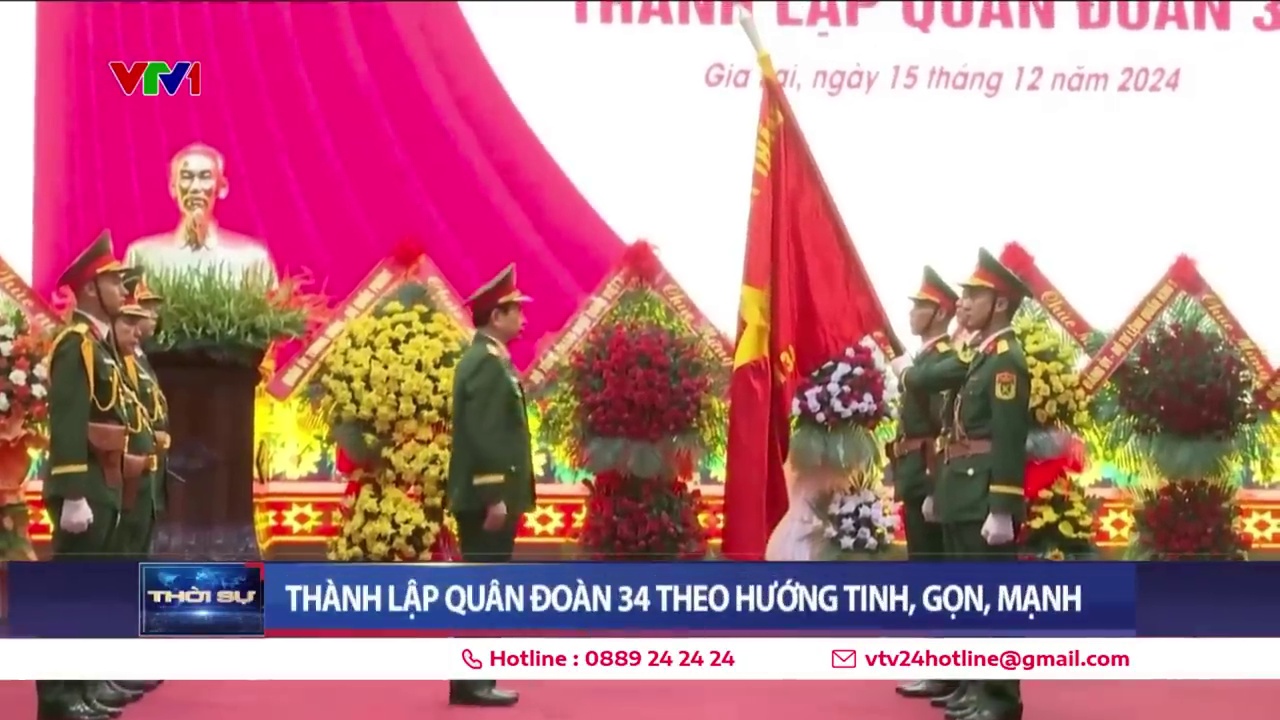 THÀNH LẬP QUÂN ĐOÀN 3
Gia Lai, ngày 15 tháng 12 năm 2024
VTV1
THỜI SỰ
THÀNH LẬP QUÂN ĐOÀN 34 THEO HƯỚNG TINH, GỌN, MẠNH
Hotline : 0889 24 24 24
vtv24hotline@gmail.com